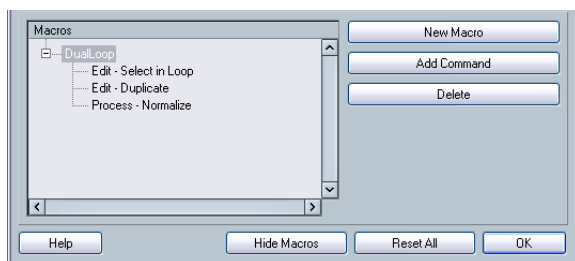 Macros
DualLoop
Edit - Select in Loop
Edit - Duplicate
Process - Normalize
New Macro
Add Command
Delete
Help
Hide Macros
Reset All
OK